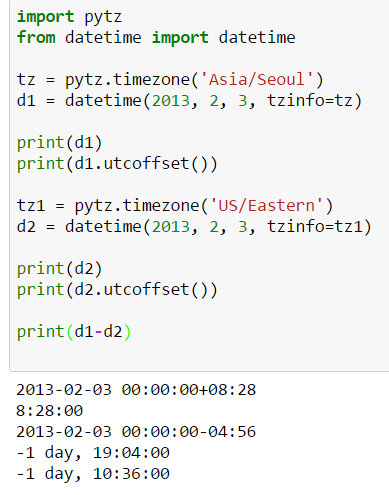 import pytz
from datetime import datetime
tz = pytz.timezone('Asia/Seoul')
d1 = datetime(2013, 2, 3, tzinfo=tz)
print(d1)
print(d1.utcoffset())
tz1 = pytz.timezone('US/Eastern')
d2 = datetime(2013, 2, 3, tzinfo=tz1)
print(d2)
print(d2.utcoffset())
print(d1-d2)
2013-02-03 00:00:00+08:28
8:28:00
2013-02-03 00:00:00-04:56
-1 day, 19:04:00
-1 day, 10:36:00